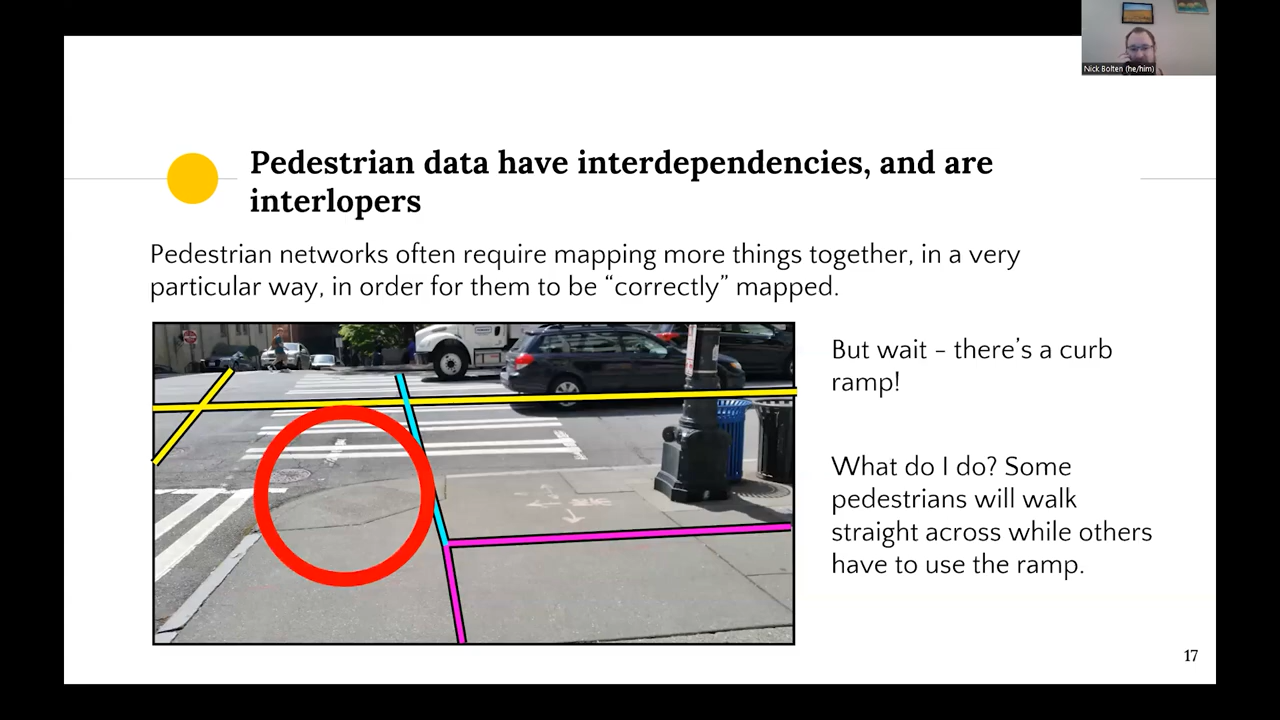 Nick Bolten (he/him)
Pedestrian data have interdependencies, and are
interlopers
Pedestrian networks often require mapping more things together, in a very
particular way, in order for them to be “correctly” mapped.
But wait - there’s a curb
ramp!
What do I do? Some
pedestrians will walk
straight across while others
have to use the ramp.
17